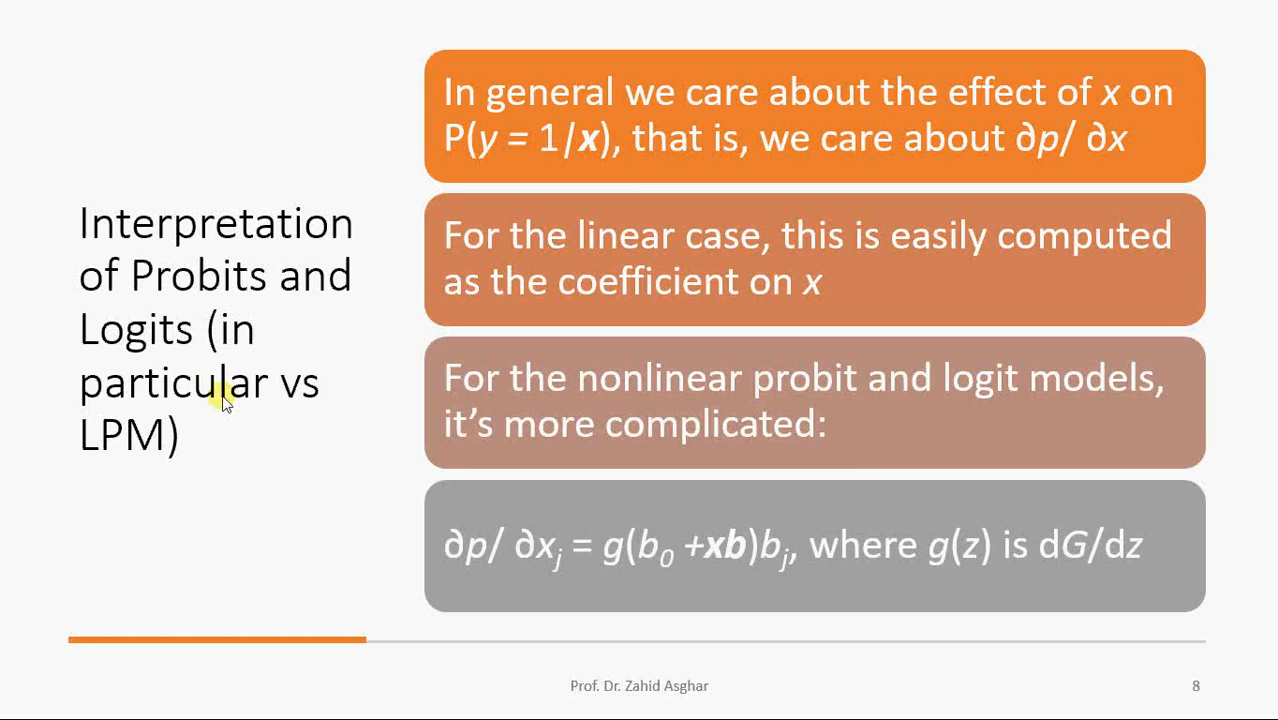 Interpretation
of Probits and
Logits (in
particular vs
LPM)
In general we care about the effect of x on
P(y = 1/x), that is, we care about ∂p/ ∂x
For the linear case, this is easily computed
as the coefficient on x
For the nonlinear probit and logit models,
it’s more complicated:
∂p/ ∂xj = g(b0 +xb)bj, where g(z) is dG/dz
Prof. Dr. Zahid Asghar
8